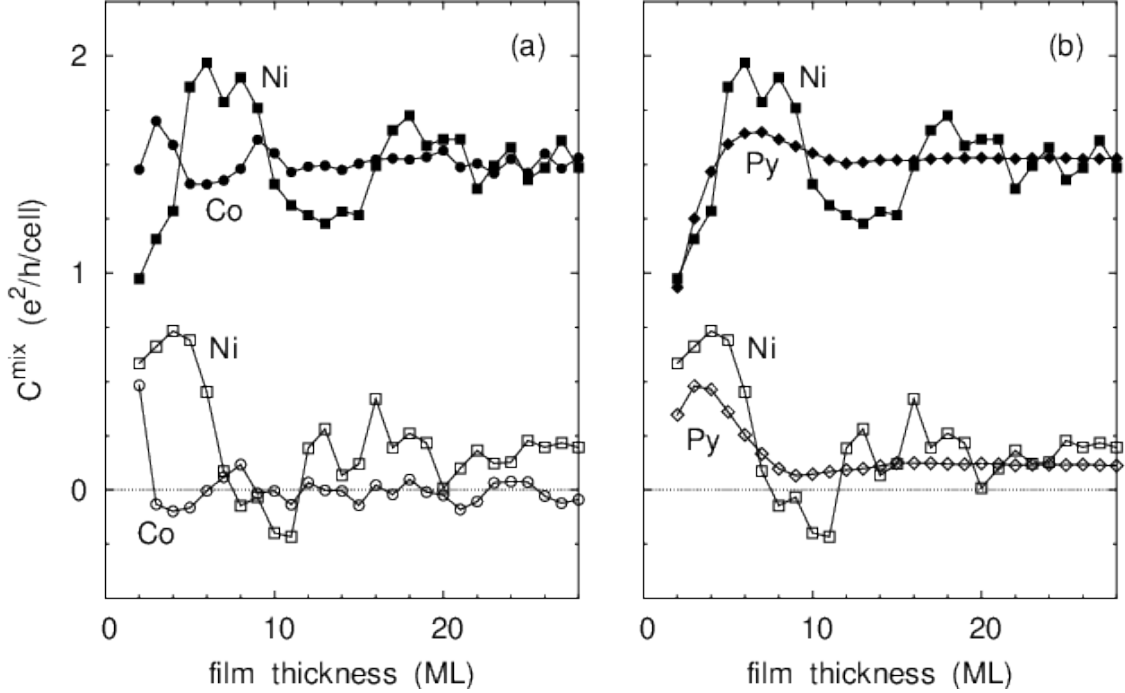 (a)
(b)
2
1
0
C^mix (e^2/h/cell)
Ni
Co
Ni
Co
Ni
Py
Ni
Py
0 10 20
0 10 20
film thickness (ML)
film thickness (ML)